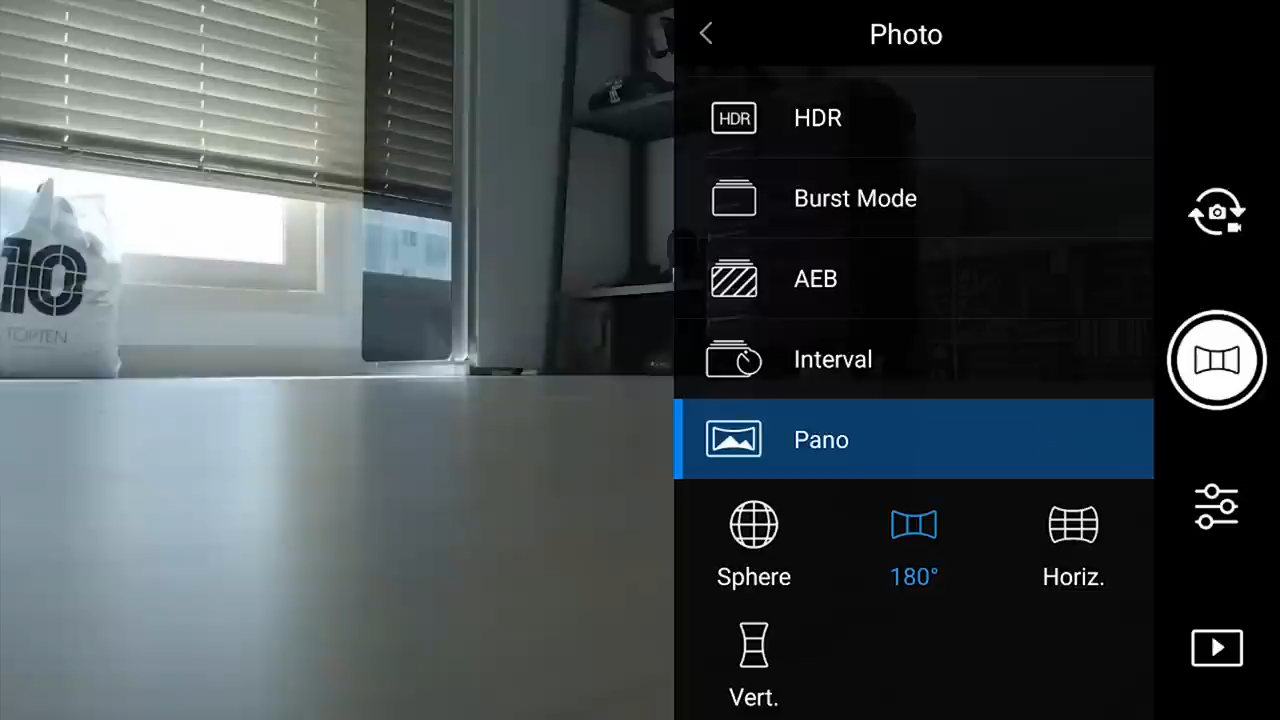 Photo
HDR
HDR
Burst Mode
AEB
Interval
Pano
Sphere
180°
Horiz.
Vert.
10
TOPTEN